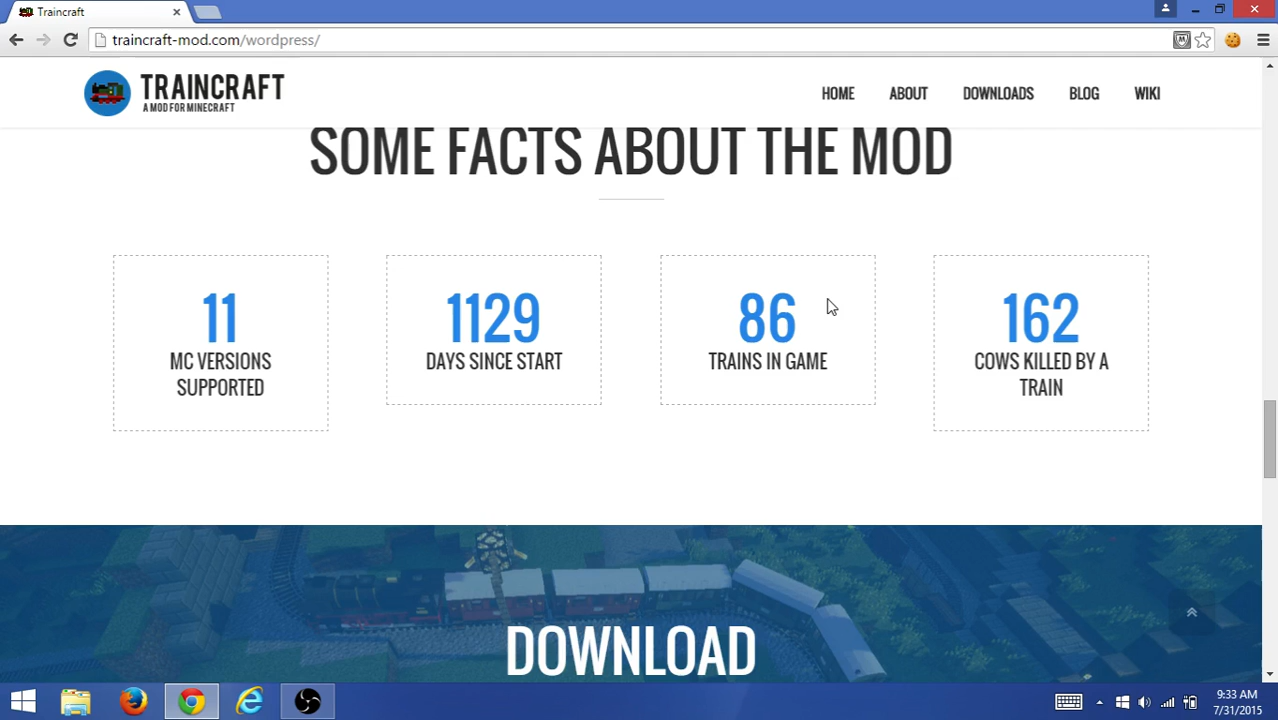 Traincraft
traincraft-mod.com/wordpress/
TRAINCRAFT
A MOD FOR MINECRAFT
HOME ABOUT DOWNLOADS BLOG WIKI
SOME FACTS ABOUT THE MOD
11 1129 86 162
MC VERSIONS SUPPORTED
DAYS SINCE START
TRAINS IN GAME
COWS KILLED BY A TRAIN
DOWNLOAD
9:33 AM
7/31/2015